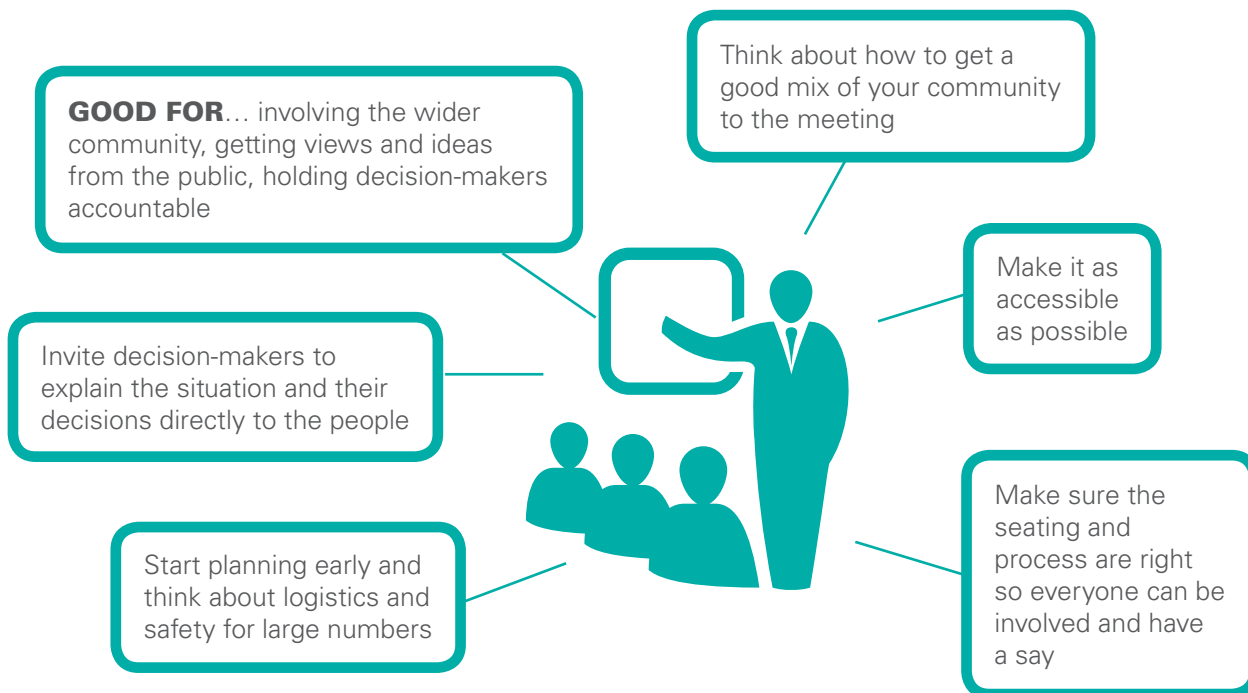 Think about how to get a
good mix of your community
to the meeting
GOOD FOR… involving the wider
community, getting views and ideas
from the public, holding decision-makers
accountable
Make it as
accessible
as possible
Invite decision-makers to
explain the situation and their
decisions directly to the people
Make sure the
seating and
process are right
so everyone can be
involved and have
a say
Start planning early and
think about logistics and
safety for large numbers